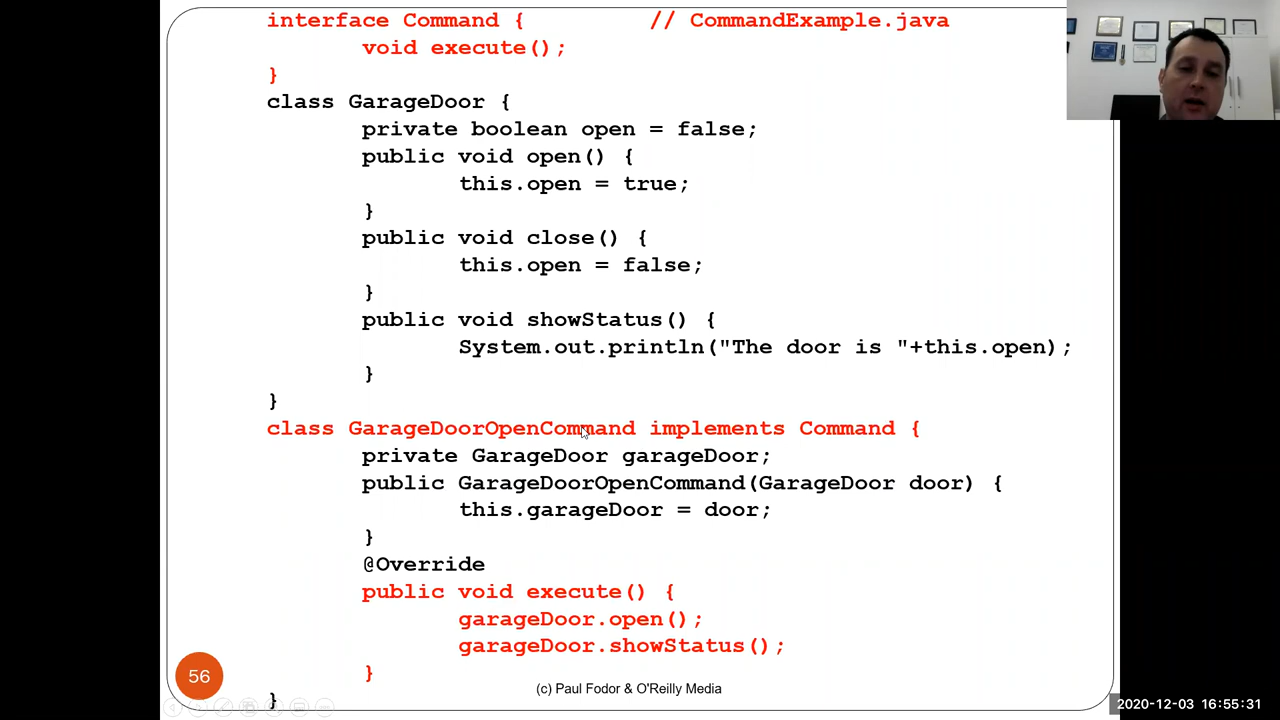 interface Command { // CommandExample.java
void execute();
}
class GarageDoor {
private boolean open = false;
public void open() {
this.open = true;
}
public void close() {
this.open = false;
}
public void showStatus() {
System.out.println("The door is "+this.open);
}
}
class GarageDoorOpenCommand implements Command {
private GarageDoor garageDoor;
public GarageDoorOpenCommand(GarageDoor door) {
this.garageDoor = door;
}
@Override
public void execute() {
garageDoor.open();
garageDoor.showStatus();
}
}
56
(c) Paul Fodor & O'Reilly Media
2020-12-03 16:55:31